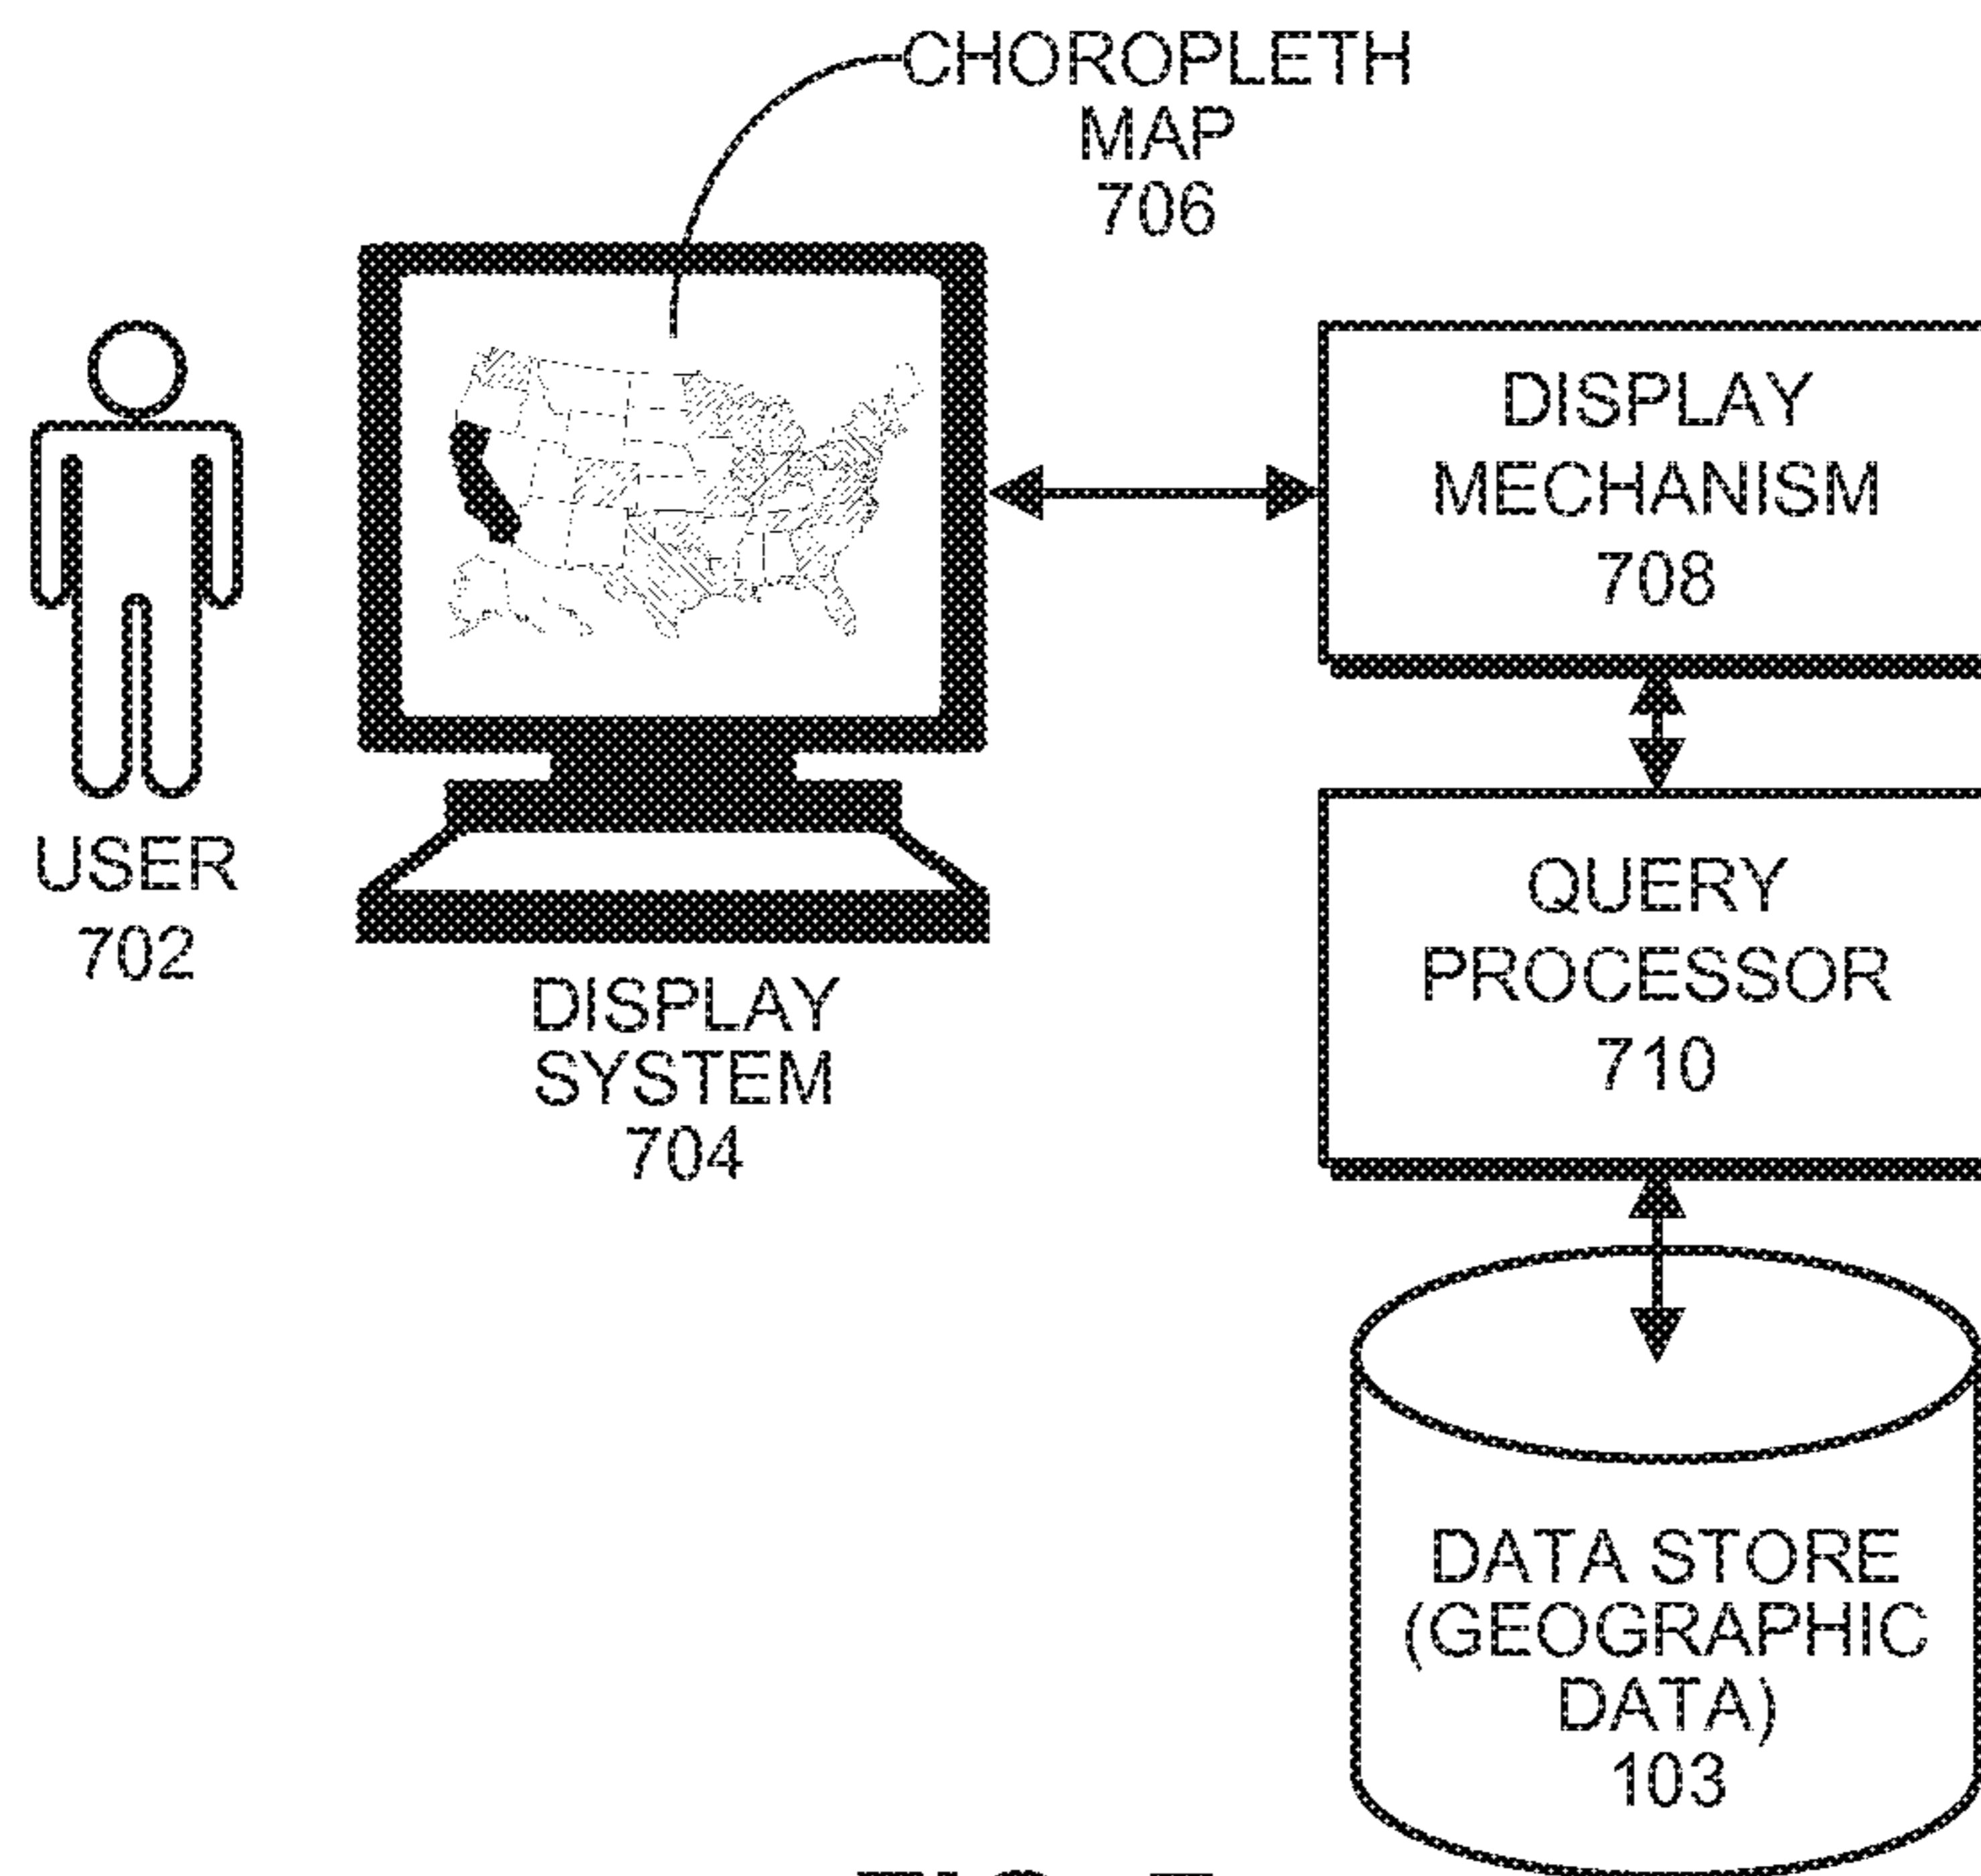 CHOROPLETH
MAP
706
USER
702
DISPLAY
SYSTEM
704
DISPLAY
MECHANISM
708
QUERY
PROCESSOR
710
DATA STORE
(GEOGRAPHIC
DATA)
103